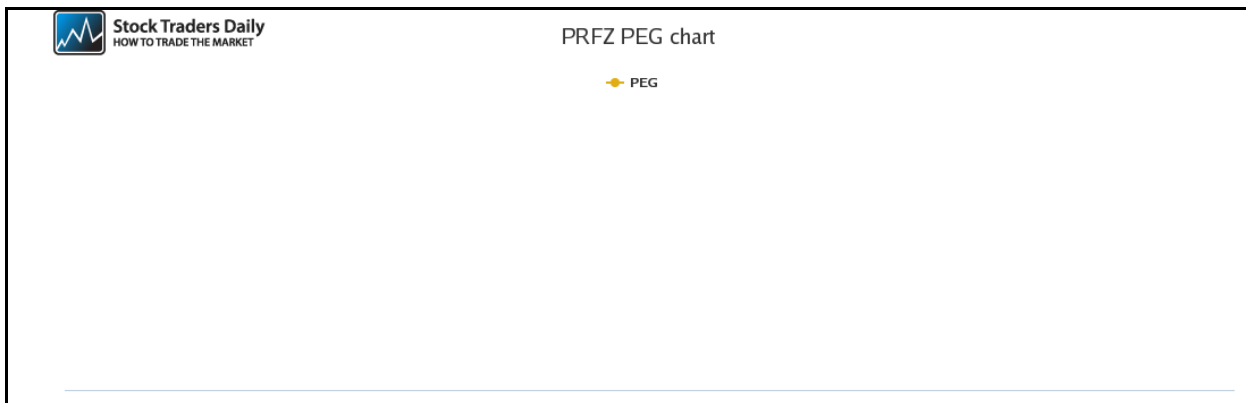 Stock Traders Daily
HOW TO TRADE THE MARKET
PRFZ PEG chart
PEG